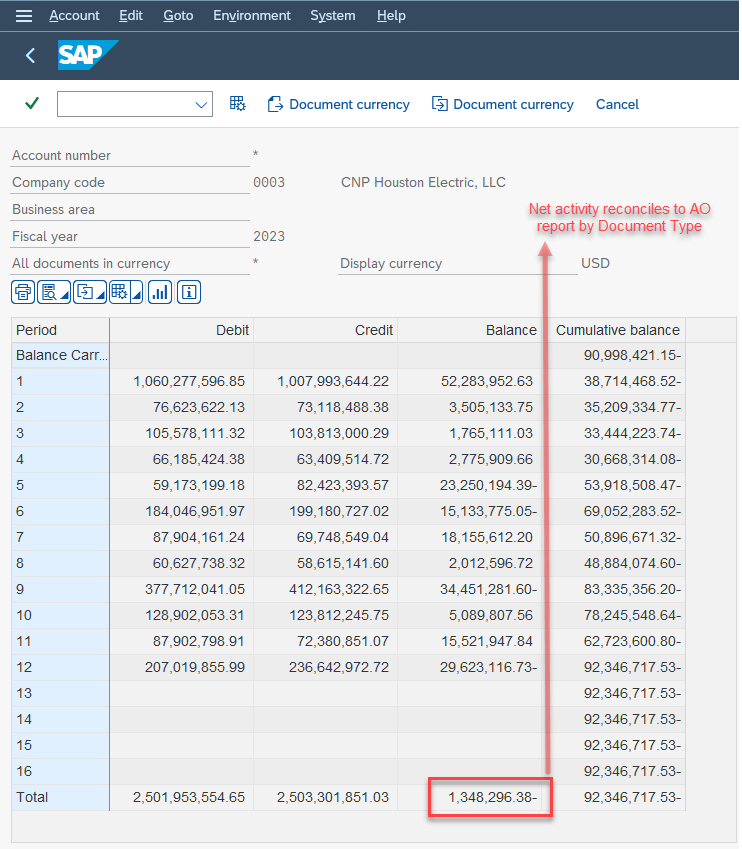 Account Edit Goto Environment System Help
SAP
Document currency Document currency Cancel
Account number *
Company code 0003 CNP Houston Electric, LLC
Business area
Net activity reconciles to AO
report by Document Type
Fiscal year 2023
All documents in currency * Display currency USD
Period Debit Credit Balance Cumulative balance
Balance Carr... 90,998,421.15-
1 1,060,277,596.85 1,007,993,644.22 52,283,952.63 38,714,468.52-
2 76,623,622.13 73,118,488.38 3,505,133.75 35,209,334.77-
3 105,578,111.32 103,813,000.29 1,765,111.03 33,444,223.74-
4 66,185,424.38 63,409,514.72 2,775,909.66 30,668,314.08-
5 59,173,199.18 82,423,393.57 23,250,194.39- 53,918,508.47-
6 184,046,951.97 199,180,727.02 15,133,775.05- 69,052,283.52-
7 87,904,161.24 69,748,549.04 18,155,612.20 50,896,671.32-
8 60,627,738.32 58,615,141.60 2,012,596.72 48,884,074.60-
9 377,712,041.05 412,163,322.65 34,451,281.60- 83,335,356.20-
10 128,902,053.31 123,812,245.75 5,089,807.56 78,245,548.64-
11 87,902,798.91 72,380,851.07 15,521,947.84 62,723,600.80-
12 207,019,855.99 236,642,972.72 29,623,116.73- 92,346,717.53-
13 92,346,717.53-
14 92,346,717.53-
15 92,346,717.53-
16 92,346,717.53-
Total 2,501,953,554.65 2,503,301,851.03 1,348,296.38- 92,346,717.53-